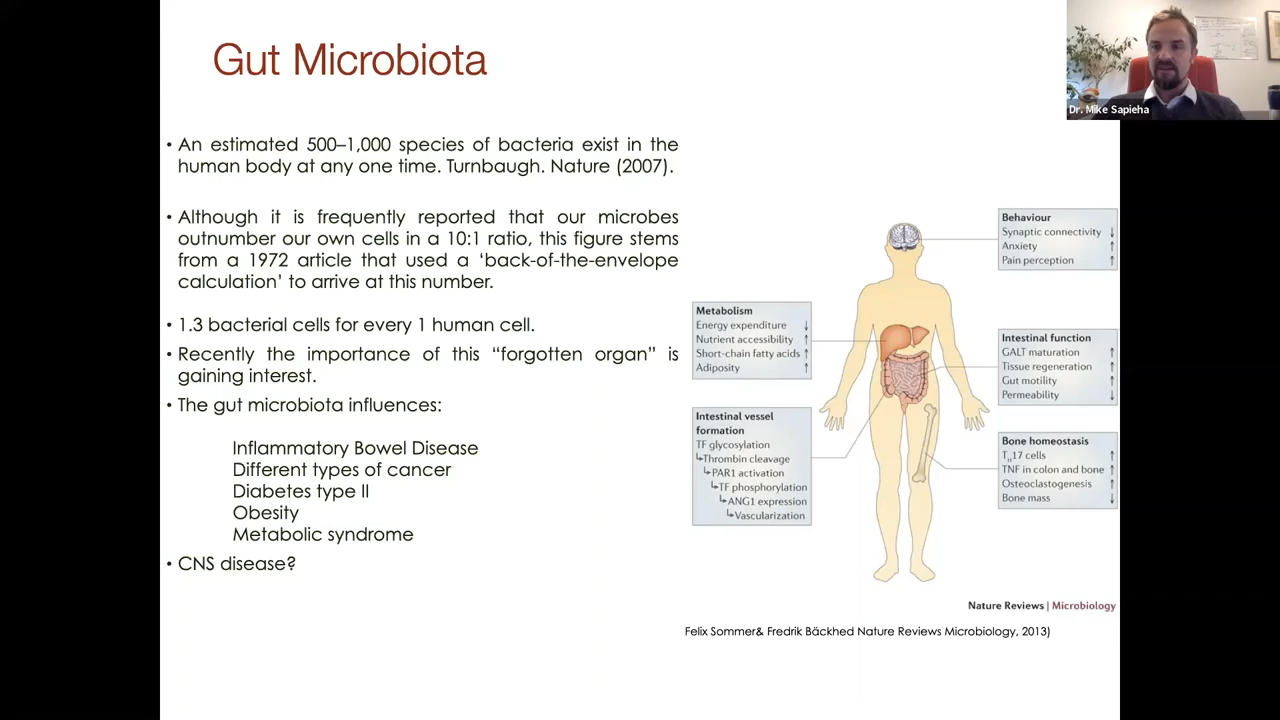 Gut Microbiota
Dr. Mike Sapieha
• An estimated 500–1,000 species of bacteria exist in the
human body at any one time. Turnbaugh. Nature (2007).
• Although it is frequently reported that our microbes
outnumber our own cells in a 10:1 ratio, this figure stems
from a 1972 article that used a ‘back-of-the-envelope
calculation’ to arrive at this number.
• 1.3 bacterial cells for every 1 human cell.
• Recently the importance of this “forgotten organ” is
gaining interest.
• The gut microbiota influences:
Inflammatory Bowel Disease
Different types of cancer
Diabetes type II
Obesity
Metabolic syndrome
• CNS disease?
Metabolism
Energy expenditure ↓
Nutrient accessibility ↑
Short-chain fatty acids ↑
Adiposity ↑
Intestinal vessel
formation
TF glycosylation
↳Thrombin cleavage
↳PAR1 activation
↳TF phosphorylation
↳ANG1 expression
↳Vascularization
Behaviour
Synaptic connectivity ↓
Anxiety ↑
Pain perception ↑
Intestinal function
GALT maturation ↑
Tissue regeneration ↑
Gut motility ↑
Permeability ↓
Bone homeostasis
TH17 cells ↑
TNF in colon and bone ↑
Osteoclastogenesis ↑
Bone mass ↓
Nature Reviews | Microbiology
Felix Sommer& Fredrik Bäckhed Nature Reviews Microbiology, 2013)